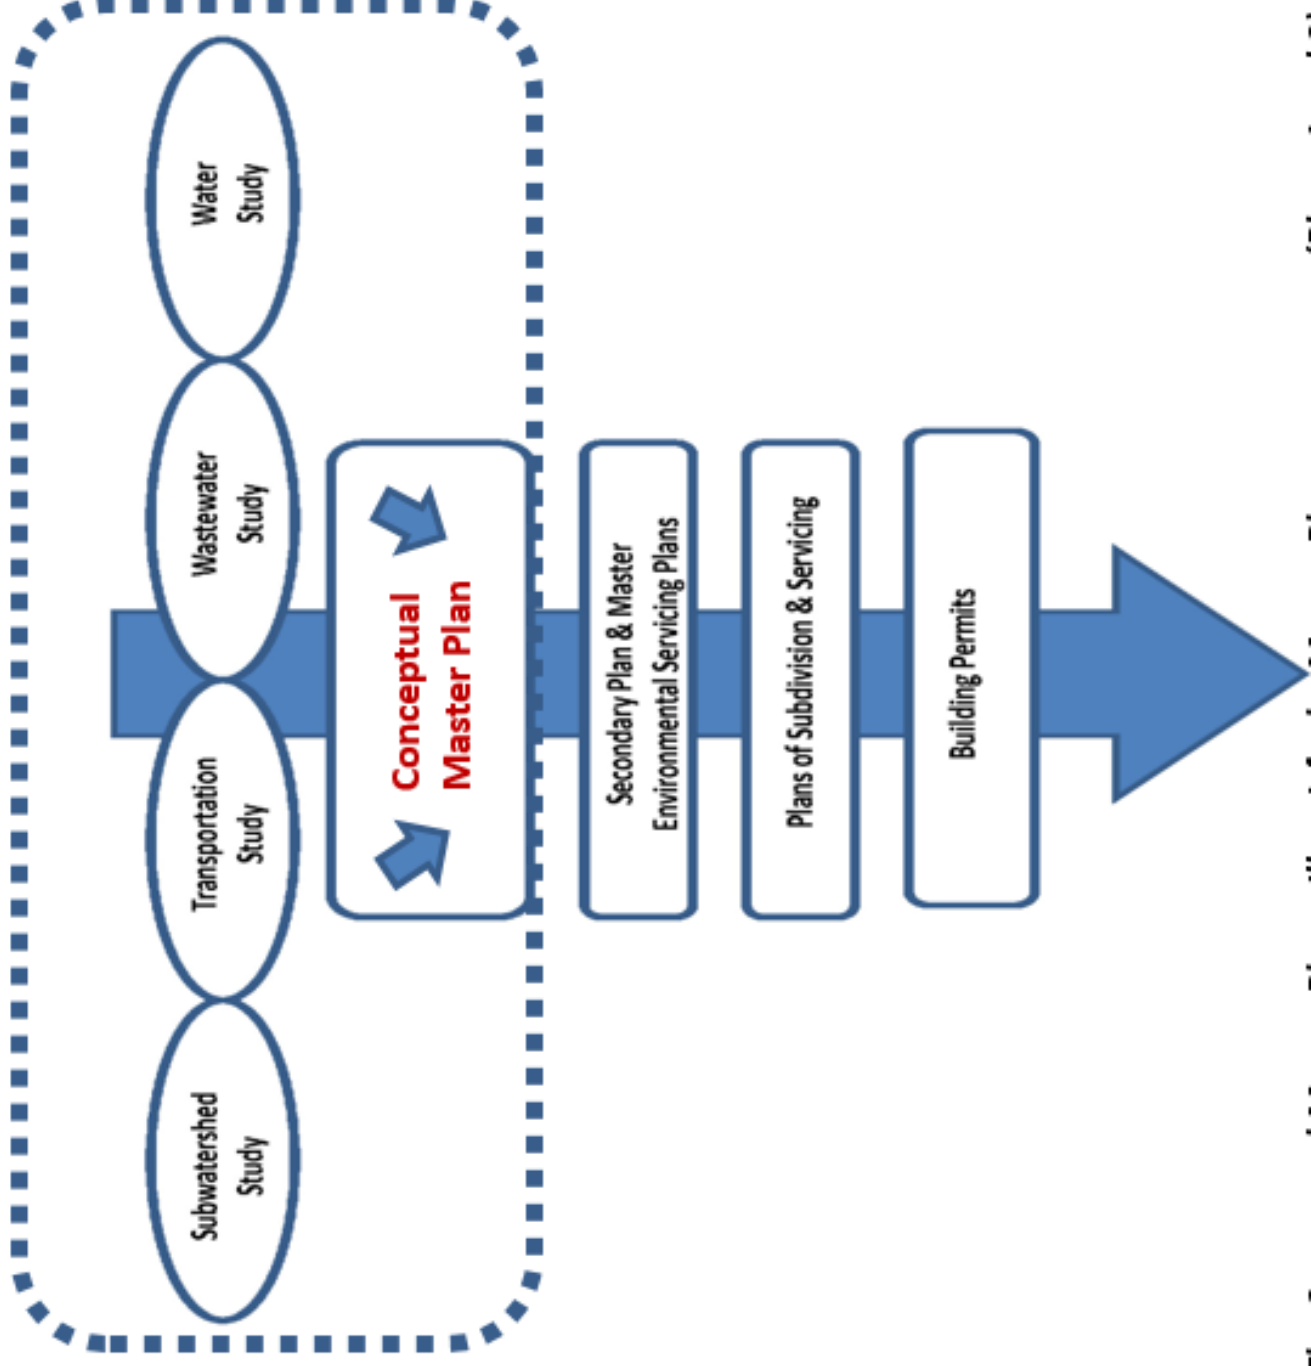 Subwatershed
Study
Transportation
Study
Wastewater
Study
Water
Study
Conceptual
Master Plan
Secondary Plan & Master
Environmental Servicing Plans
Plans of Subdivision & Servicing
Building Permits